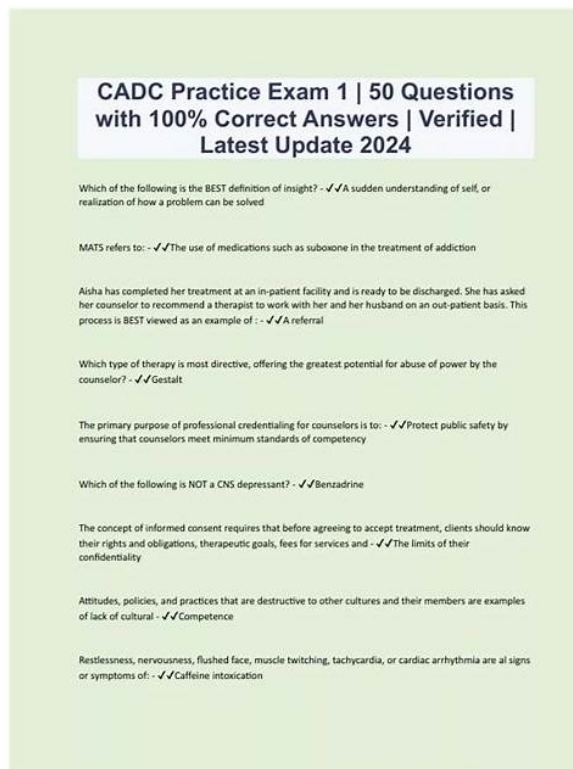 CADC Practice Exam 1 | 50 Questions
with 100% Correct Answers | Verified |
Latest Update 2024
Which of the following is the BEST definition of insight? - ✓✓A sudden understanding of self, or
realization of how a problem can be solved
MATS refers to: - ✓✓The use of medications such as suboxone in the treatment of addiction
Aisha has completed her treatment at an in-patient facility and is ready to be discharged. She has asked
her counselor to recommend a therapist to work with her and her husband on an out-patient basis. This
process is BEST viewed as an example of : - ✓✓A referral
Which type of therapy is most directive, offering the greatest potential for abuse of power by the
counselor? - ✓✓Gestalt
The primary purpose of professional credentialing for counselors is to: - ✓✓Protect public safety by
ensuring that counselors meet minimum standards of competency
Which of the following is NOT a CNS depressant? - ✓✓Benzadrine
The concept of informed consent requires that before agreeing to accept treatment, clients should know
their rights and obligations, therapeutic goals, fees for services and - ✓✓The limits of their
confidentiality
Attitudes, policies, and practices that are destructive to other cultures and their members are examples
of lack of cultural - ✓✓Competence
Restlessness, nervousness, flushed face, muscle twitching, tachycardia, or cardiac arrhythmia are al signs
or symptoms of: - ✓✓Caffeine intoxication